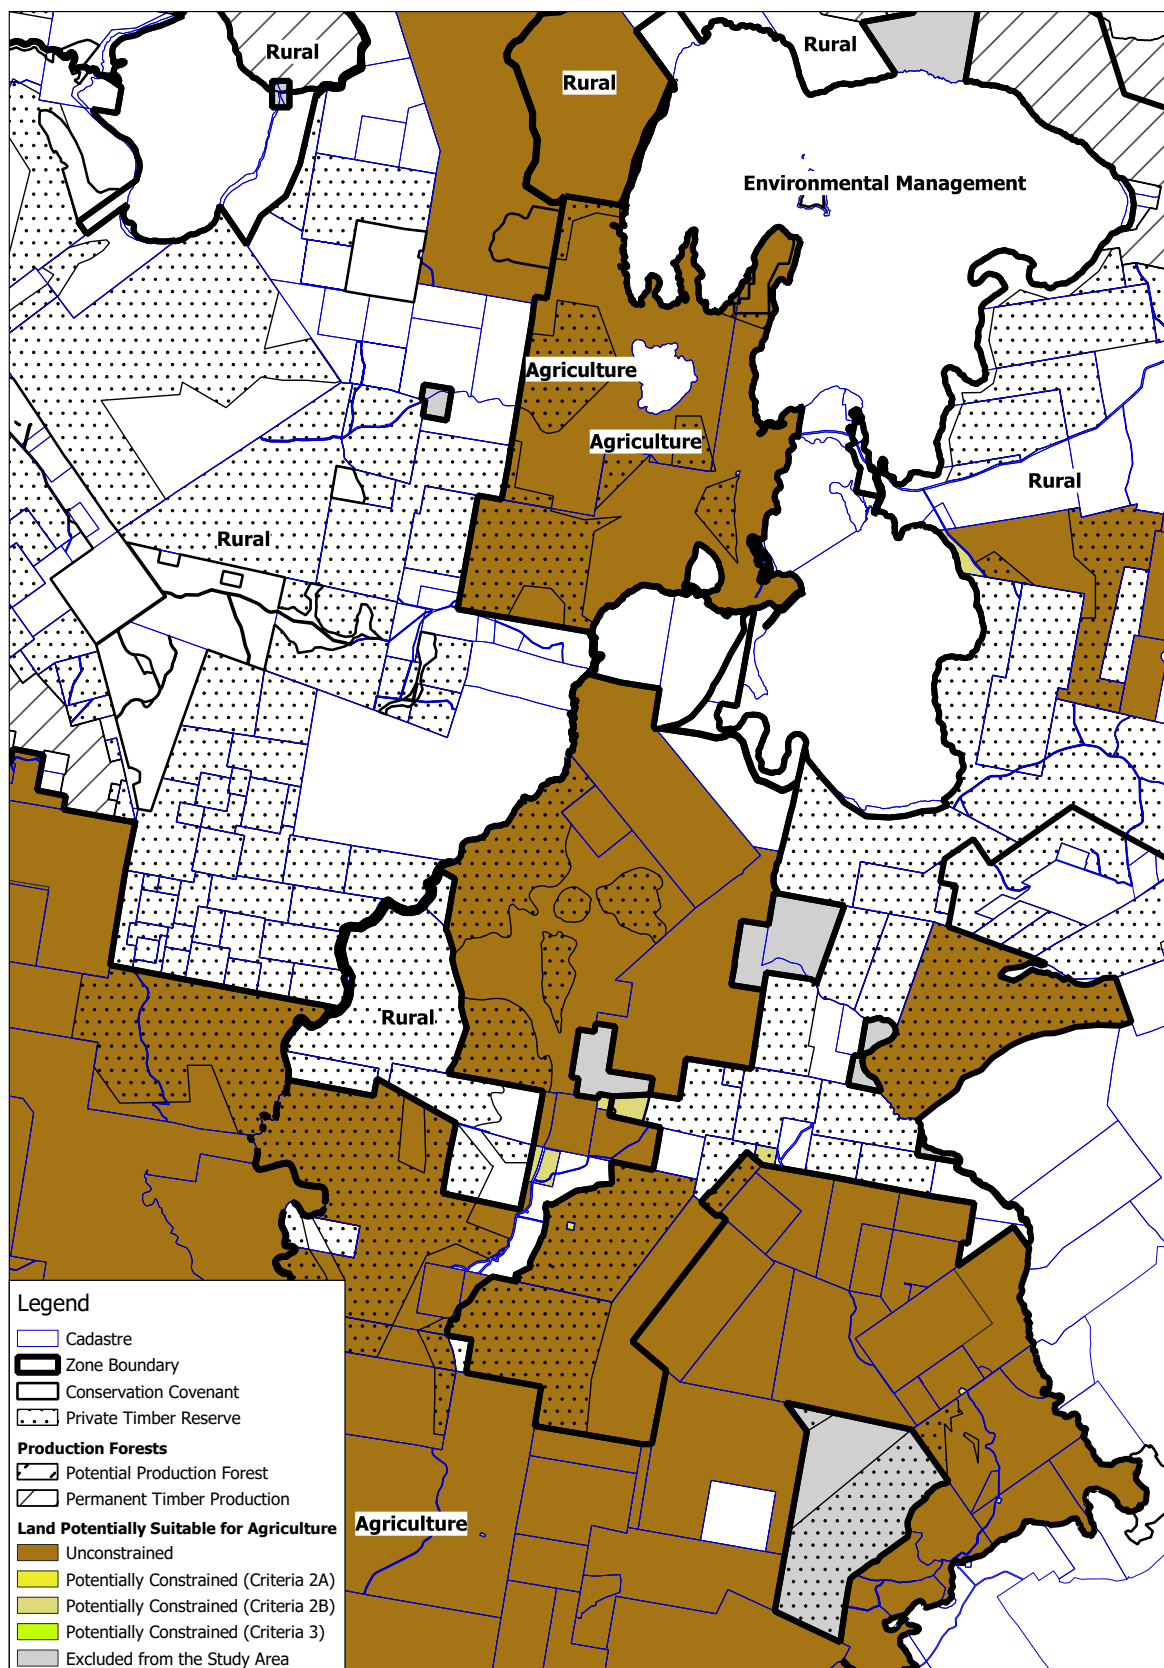 Rural
Rural
Rural
Environmental Management
Agriculture
Agriculture
Rural
Rural
Rural
Agriculture
Legend
Cadastre
Zone Boundary
Conservation Covenant
Private Timber Reserve
Production Forests
Potential Production Forest
Permanent Timber Production
Land Potentially Suitable for Agriculture
Unconstrained
Potentially Constrained (Criteria 2A)
Potentially Constrained (Criteria 2B)
Potentially Constrained (Criteria 3)
Excluded from the Study Area